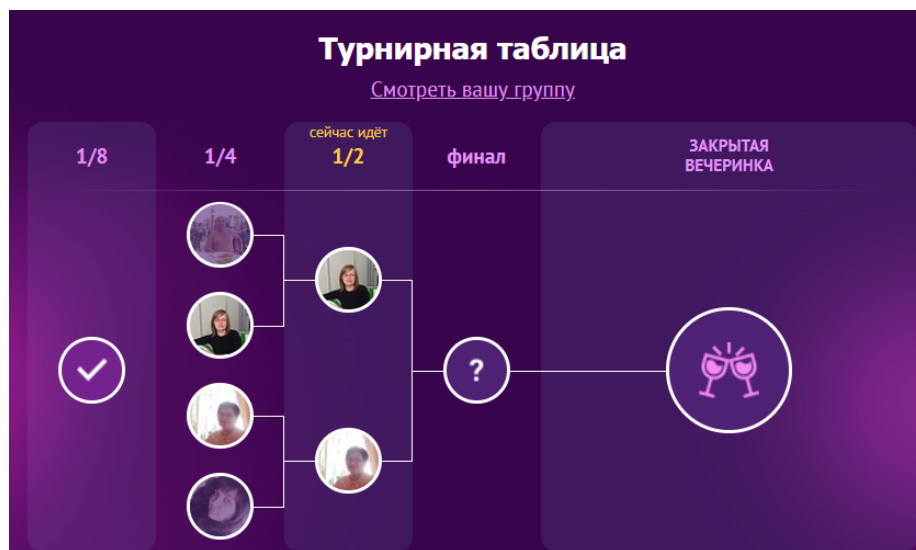 Турнирная таблица
Смотреть вашу группу
сейчас идёт
1/8
1/4
1/2
финал
ЗАКРЫТАЯ
ВЕЧЕРИНКА
?